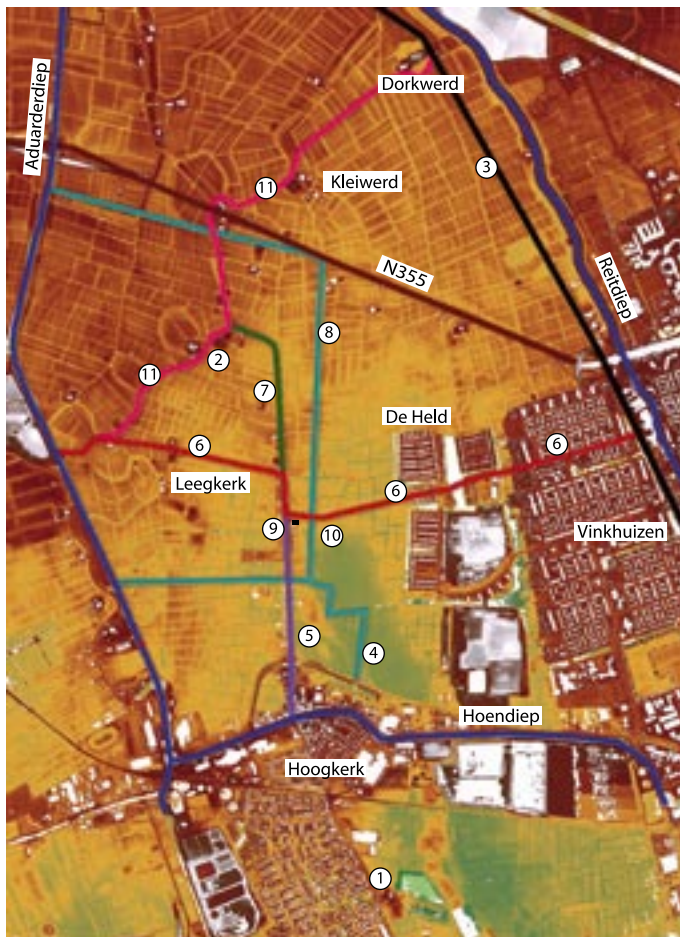 Dorkwerd
Aduarderdiep
3
11
Kleiwerd
N355
Reitdiep
8
2
11
7
De Held
6
6
6
Leegkerk
9
10
Vinkhuizen
5
4
Hoendiep
Hoogkerk
1